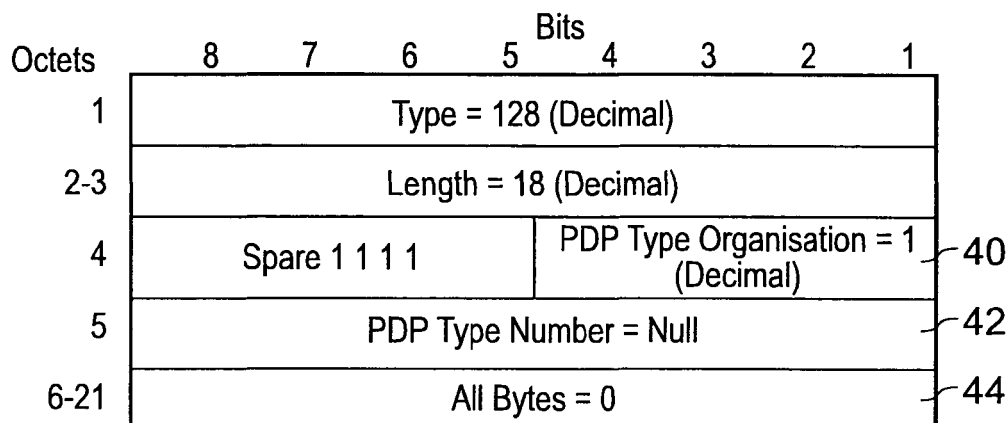 Bits
Octets 8 7 6 5 4 3 2 1
1 Type = 128 (Decimal)
2-3 Length = 18 (Decimal)
4 Spare 1 1 1 1 PDP Type Organisation = 1 (Decimal) 40
5 PDP Type Number = Null 42
6-21 All Bytes = 0 44